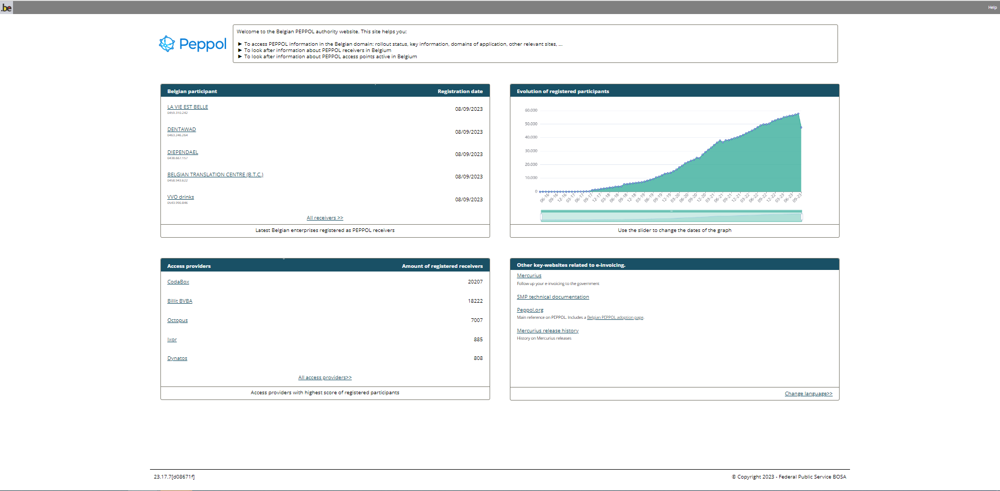 .be
Help
Peppol
Welcome to the Belgian PEPPOL authority website. This site helps you:
► To access PEPPOL information in the Belgian domain: rollout status, key information, domains of application, other relevant sites, ...
► To look after information about PEPPOL receivers in Belgium
► To look after information about PEPPOL access points active in Belgium
Belgian participant Registration date
LA VIE EST BELLE 08/09/2023
0459.310.242
DENTAWAD 08/09/2023
0463.246.264
DIEPENDAEL 08/09/2023
0438.667.157
BELGIAN TRANSLATION CENTRE (B.T.C.) 08/09/2023
0458.943.622
VVO drinks 08/09/2023
0543.990.846
All receivers >>
Latest Belgian enterprises registered as PEPPOL receivers
Evolution of registered participants
60.000
50.000
40.000
30.000
20.000
10.000
0
06-16 09-16 12-16 03-17 06-17 09-17 12-17 03-18 06-18 09-18 12-18 03-19 06-19 09-19 12-19 03-20 06-20 09-20 12-20 03-21 06-21 09-21 12-21 03-22 06-22 09-22 12-22 03-23 06-23 09-23
Use the slider to change the dates of the graph
Access providers Amount of registered receivers
CodaBox 20207
Billit BVBA 18222
Octopus 7007
Ixor 885
Dynatos 808
All access providers>>
Access providers with highest score of registered participants
Other key-websites related to e-invoicing.
Mercurius
Follow up your e-invoicing to the government
SMP technical documentation
Peppol.org
Main reference on PEPPOL. Includes a Belgian PEPPOL adoption page.
Mercurius release history
History on Mercurius releases
Change language>>
23.17.7[d08671f]
© Copyright 2023 - Federal Public Service BOSA